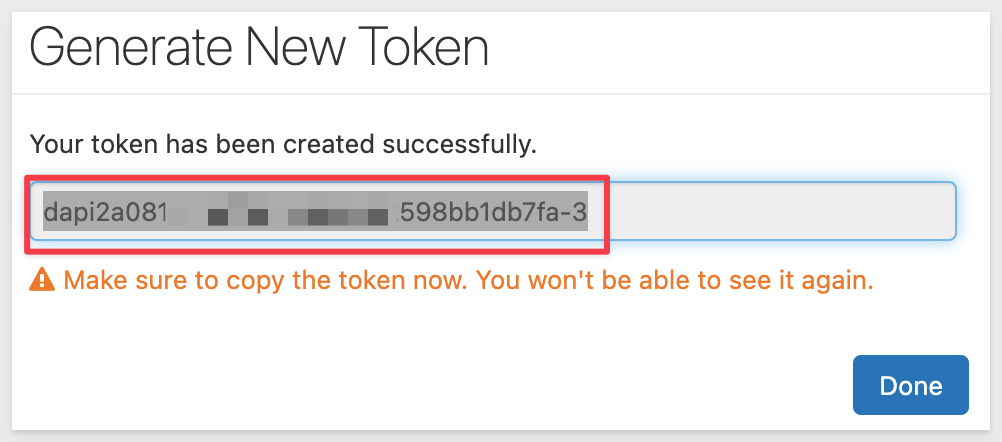 Generate New Token
Your token has been created successfully.
dapi2a081 598bb1db7fa-3
Make sure to copy the token now. You won't be able to see it again.
Done